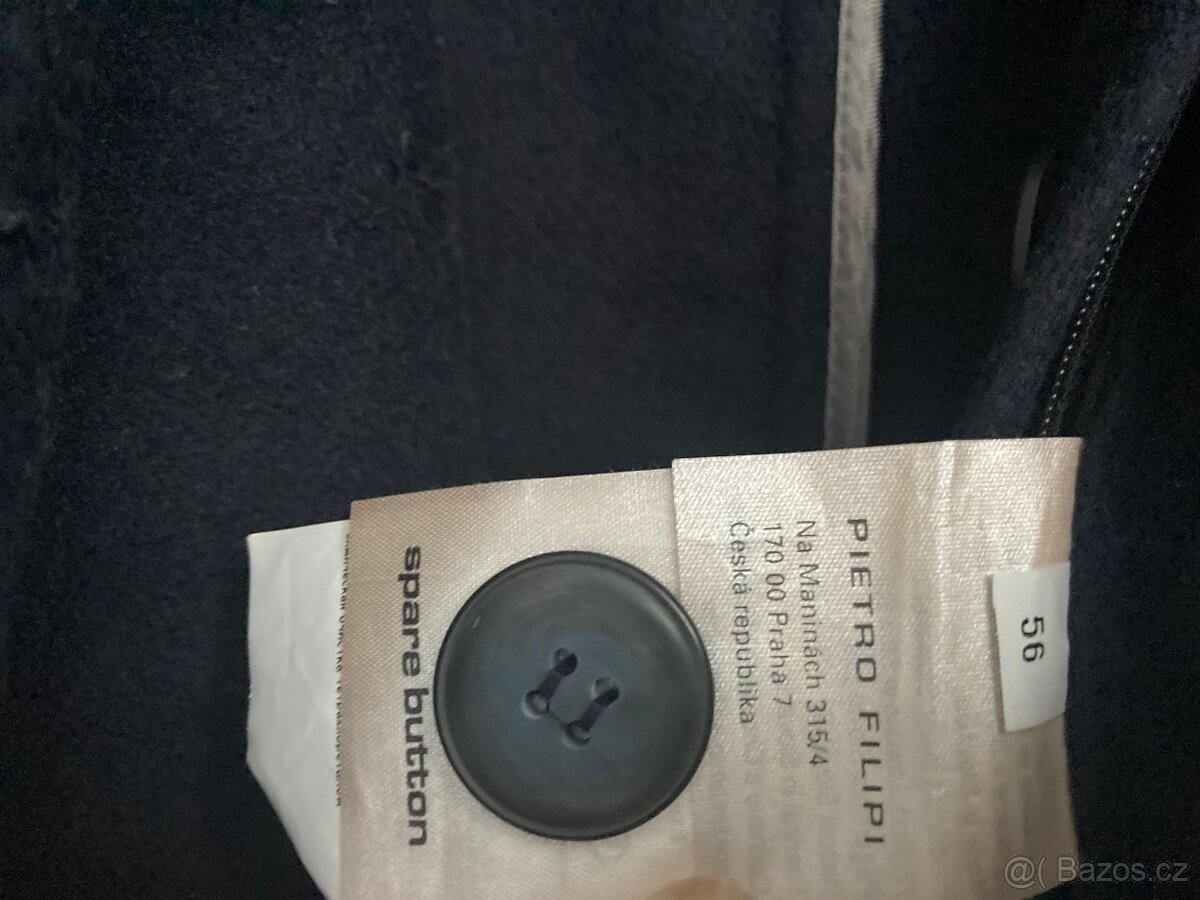 56
PIETRO FILIPI
Na Maninách 315/4
170 00 Praha 7
Česká republika
spare button
@( Bazos.cz